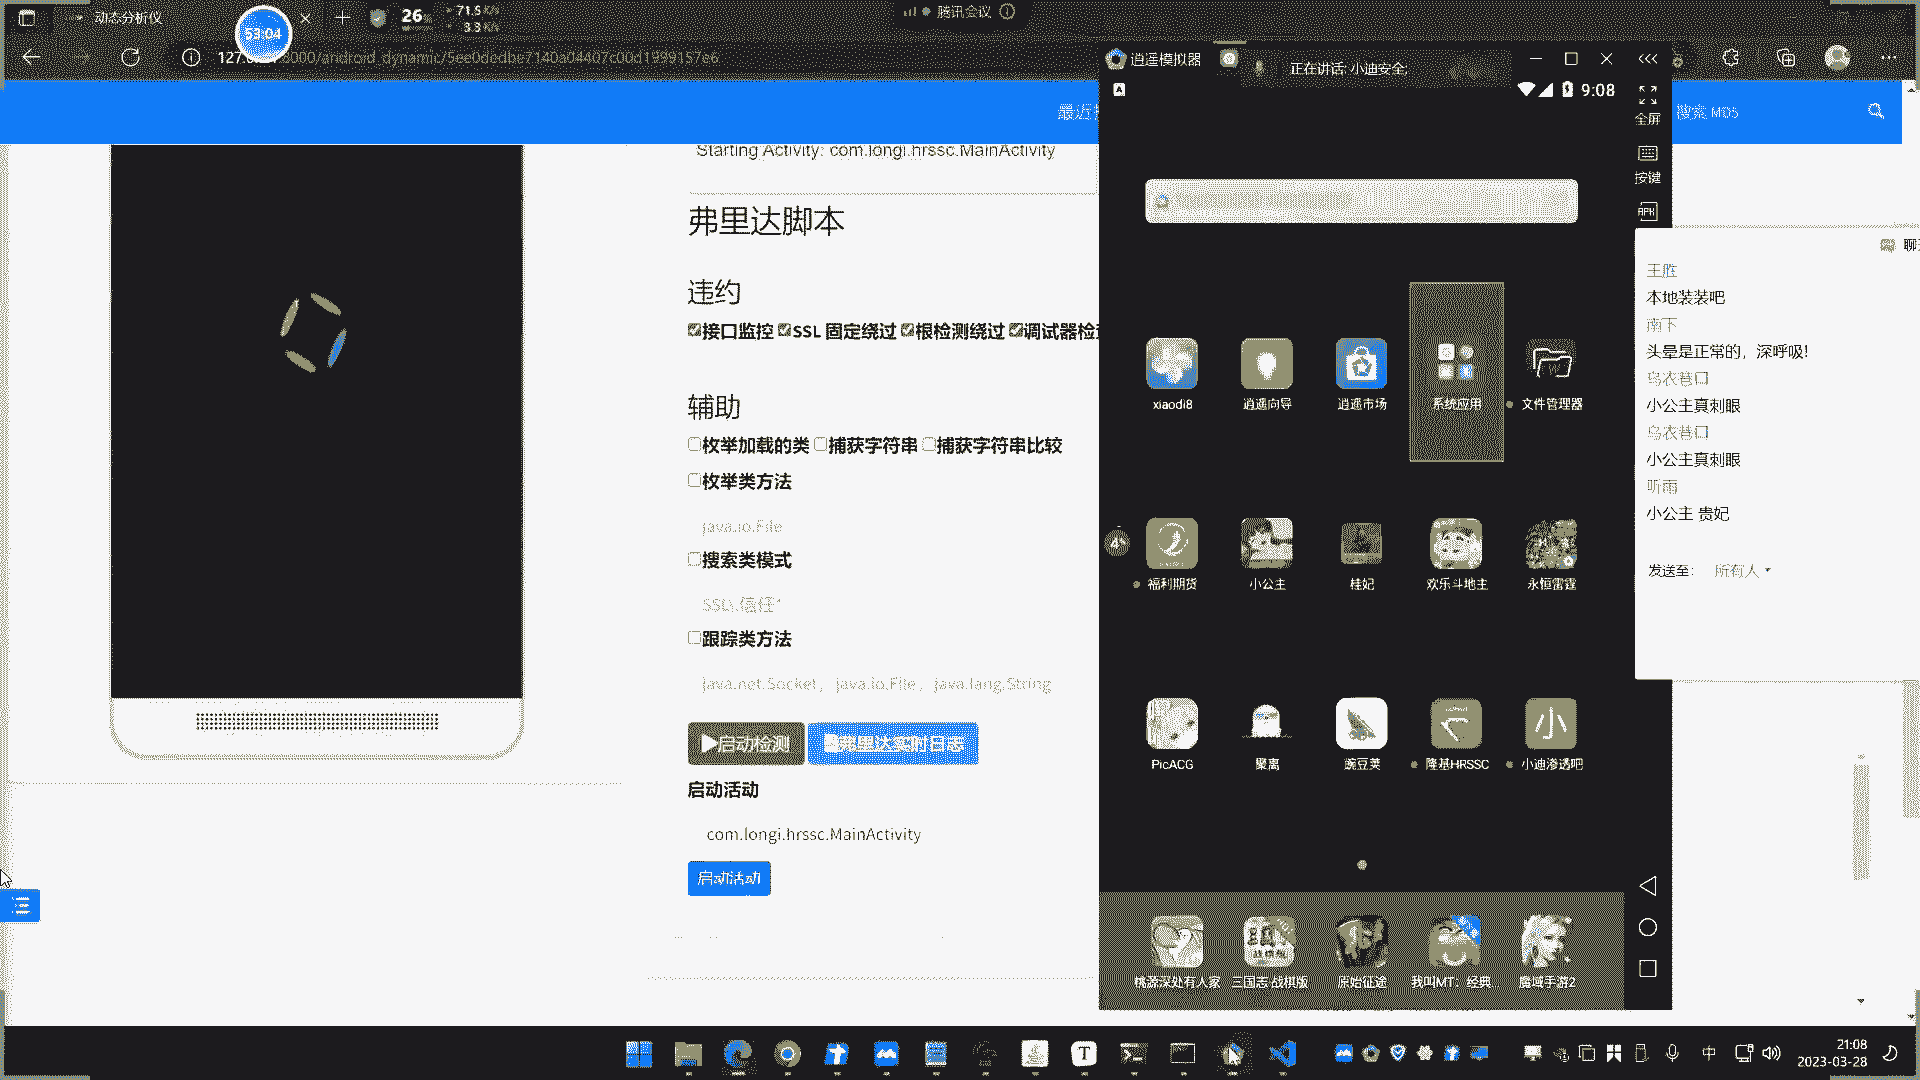 动态分析仪
53:04
26%
71.5 K/s
3.3 K/s
腾讯会议
8000/android_dynamic/5ee0dedbe7140a04407c00d1999157e6
最近
搜索 MD5
Starting Activity: com.longi.hrssc.MainActivity
弗里达脚本
违约
接口监控 SSL 固定绕过 根检测绕过 调试器检
辅助
枚举加载的类 捕获字符串 捕获字符串比较
枚举类方法
java.io.File
搜索类模式
跟踪类方法
java.net.Socket，java.io.File，java.lang.String
启动检测 弗里达实时日志
启动活动
com.longi.hrssc.MainActivity
启动活动
逍遥模拟器
正在讲话: 小迪安全;
A
9:08
全屏
按键
APK
xiaodi8 逍遥向导 逍遥市场 系统应用 文件管理器
福利期货 小公主 桂妃 欢乐斗地主 永恒雷霆
PicACG 聚离 豌豆荚 隆基HRSSC 小迪渗透吧
小
桃源深处有人家 三国志 战棋版 原始征途 我叫MT：经典... 魔域手游2
聊
王胜
本地装装吧
南下
头晕是正常的，深呼吸！
乌衣巷口
小公主真刺眼
乌衣巷口
小公主真刺眼
听雨
小公主 贵妃
发送至： 所有人
T
中
21:08
2023-03-28